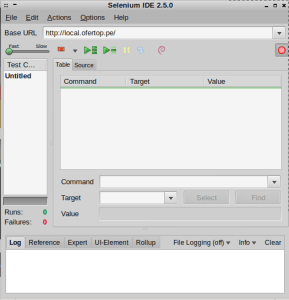 Selenium IDE 2.5.0
File Edit Actions Options Help
Base URL http://local.ofertop.pe/
Fast Slow
Test C... Table Source
Untitled Command Target Value
Command
Target Select Find
Value
Runs: 0
Failures: 0
Log Reference Expert UI-Element Rollup File Logging (off) Info Clear